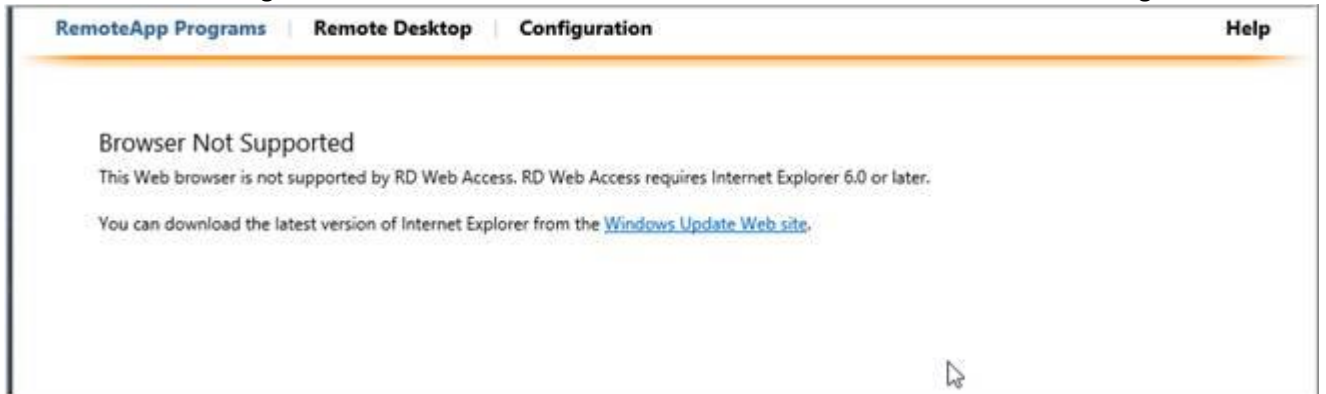 RemoteApp Programs | Remote Desktop | Configuration Help
Browser Not Supported
This Web browser is not supported by RD Web Access. RD Web Access requires Internet Explorer 6.0 or later.
You can download the latest version of Internet Explorer from the Windows Update Web site.